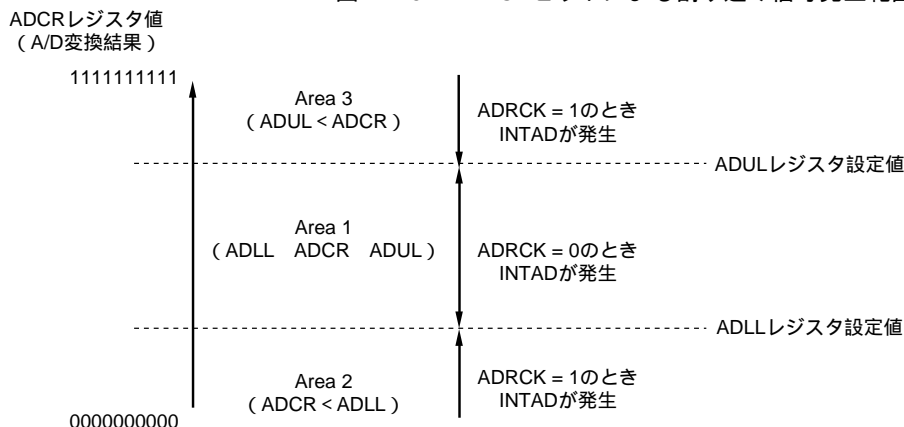 ADCRレジスタ値
（A/D変換結果）
1111111111
Area 3
（ADUL＜ADCR）
ADRCK = 1のとき
INTADが発生
ADULレジスタ設定値
Area 1
（ADLL ADCR ADUL）
ADRCK = 0のとき
INTADが発生
ADLLレジスタ設定値
Area 2
（ADCR＜ADLL）
ADRCK = 1のとき
INTADが発生
0000000000